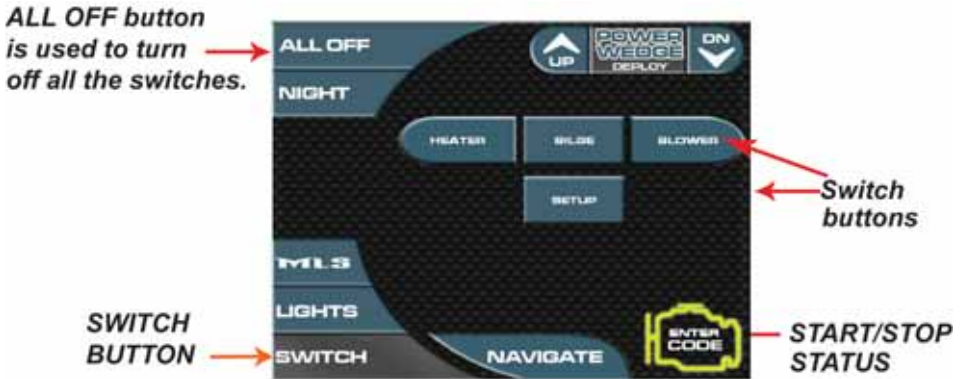 ALL OFF button
is used to turn
off all the switches.
ALL OFF
NIGHT
UP
POWER
WEDGE
DEPLOY
DN
HEATER
BILGE
BLOWER
SETUP
Switch
buttons
MLS
LIGHTS
SWITCH
SWITCH
BUTTON
NAVIGATE
ENTER
CODE
START/STOP
STATUS